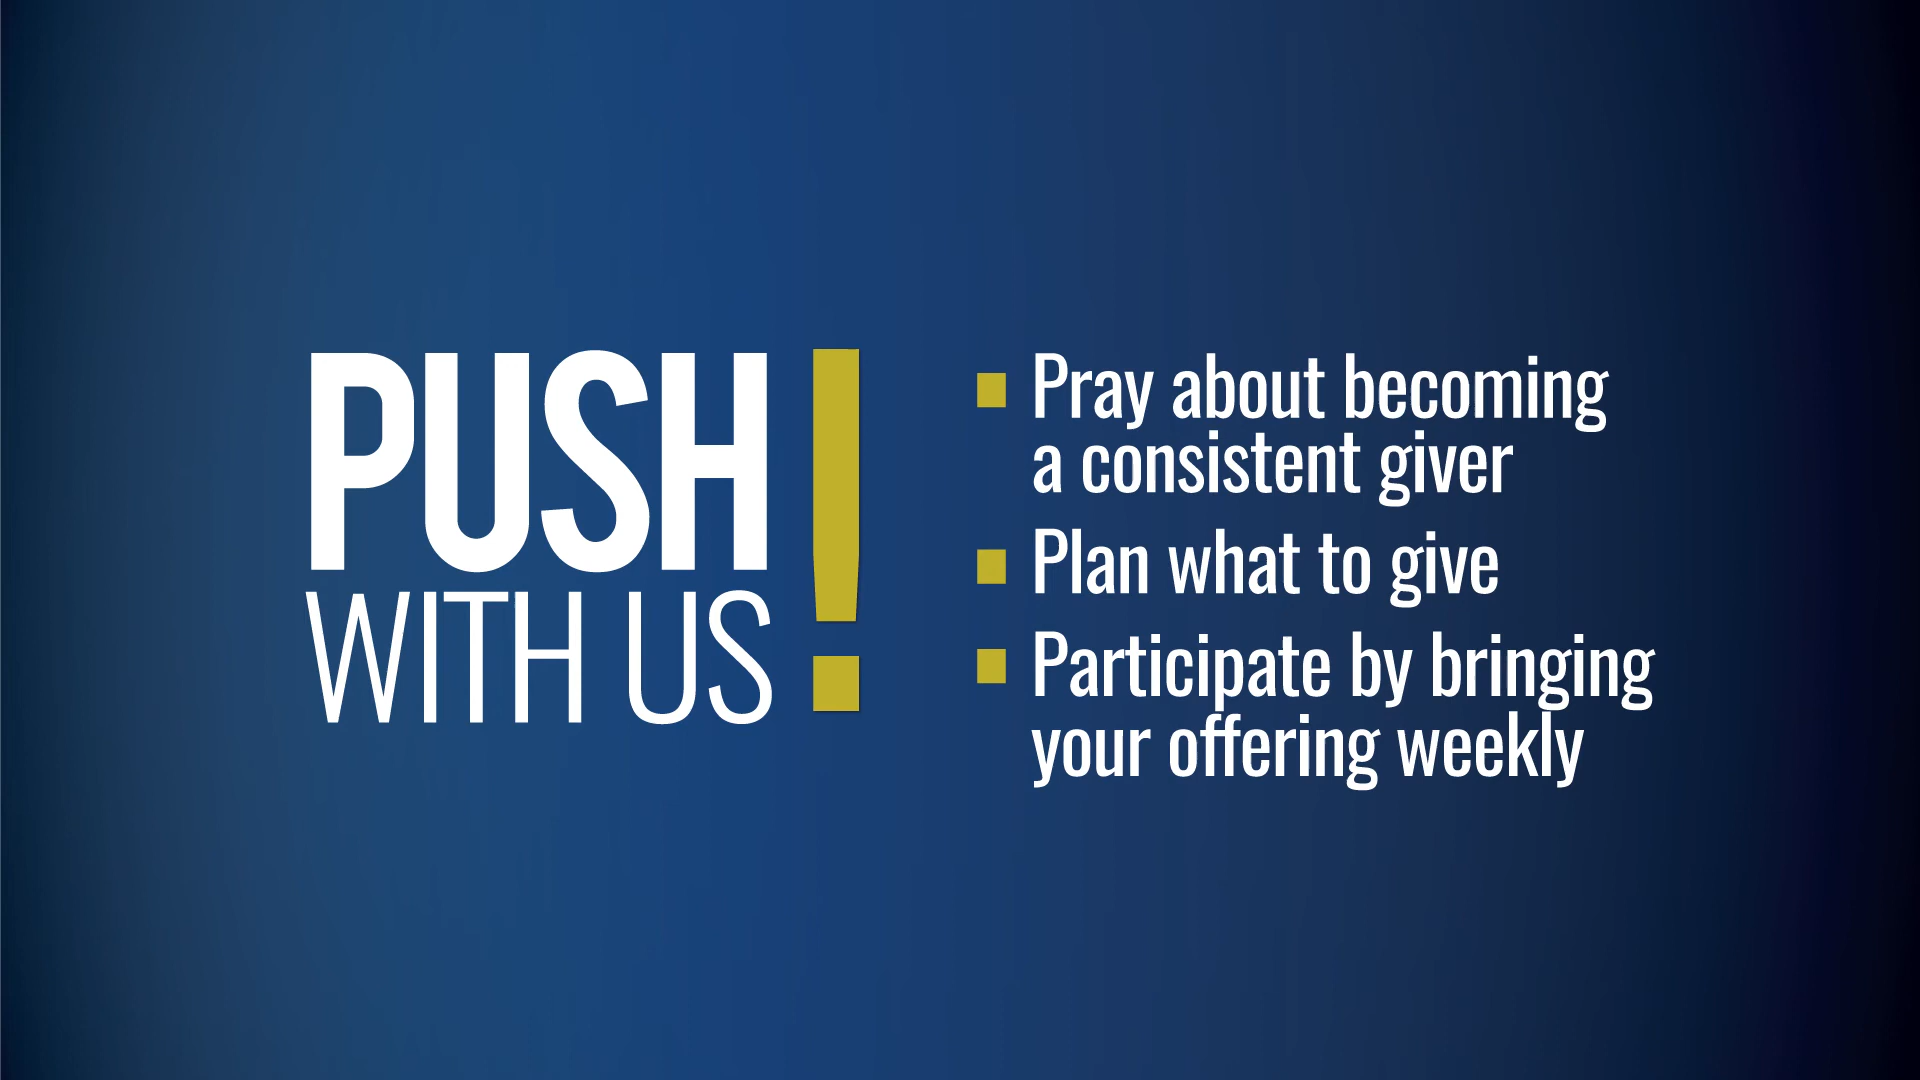 PUSH
WITH US!
Pray about becoming
a consistent giver
Plan what to give
Participate by bringing
your offering weekly